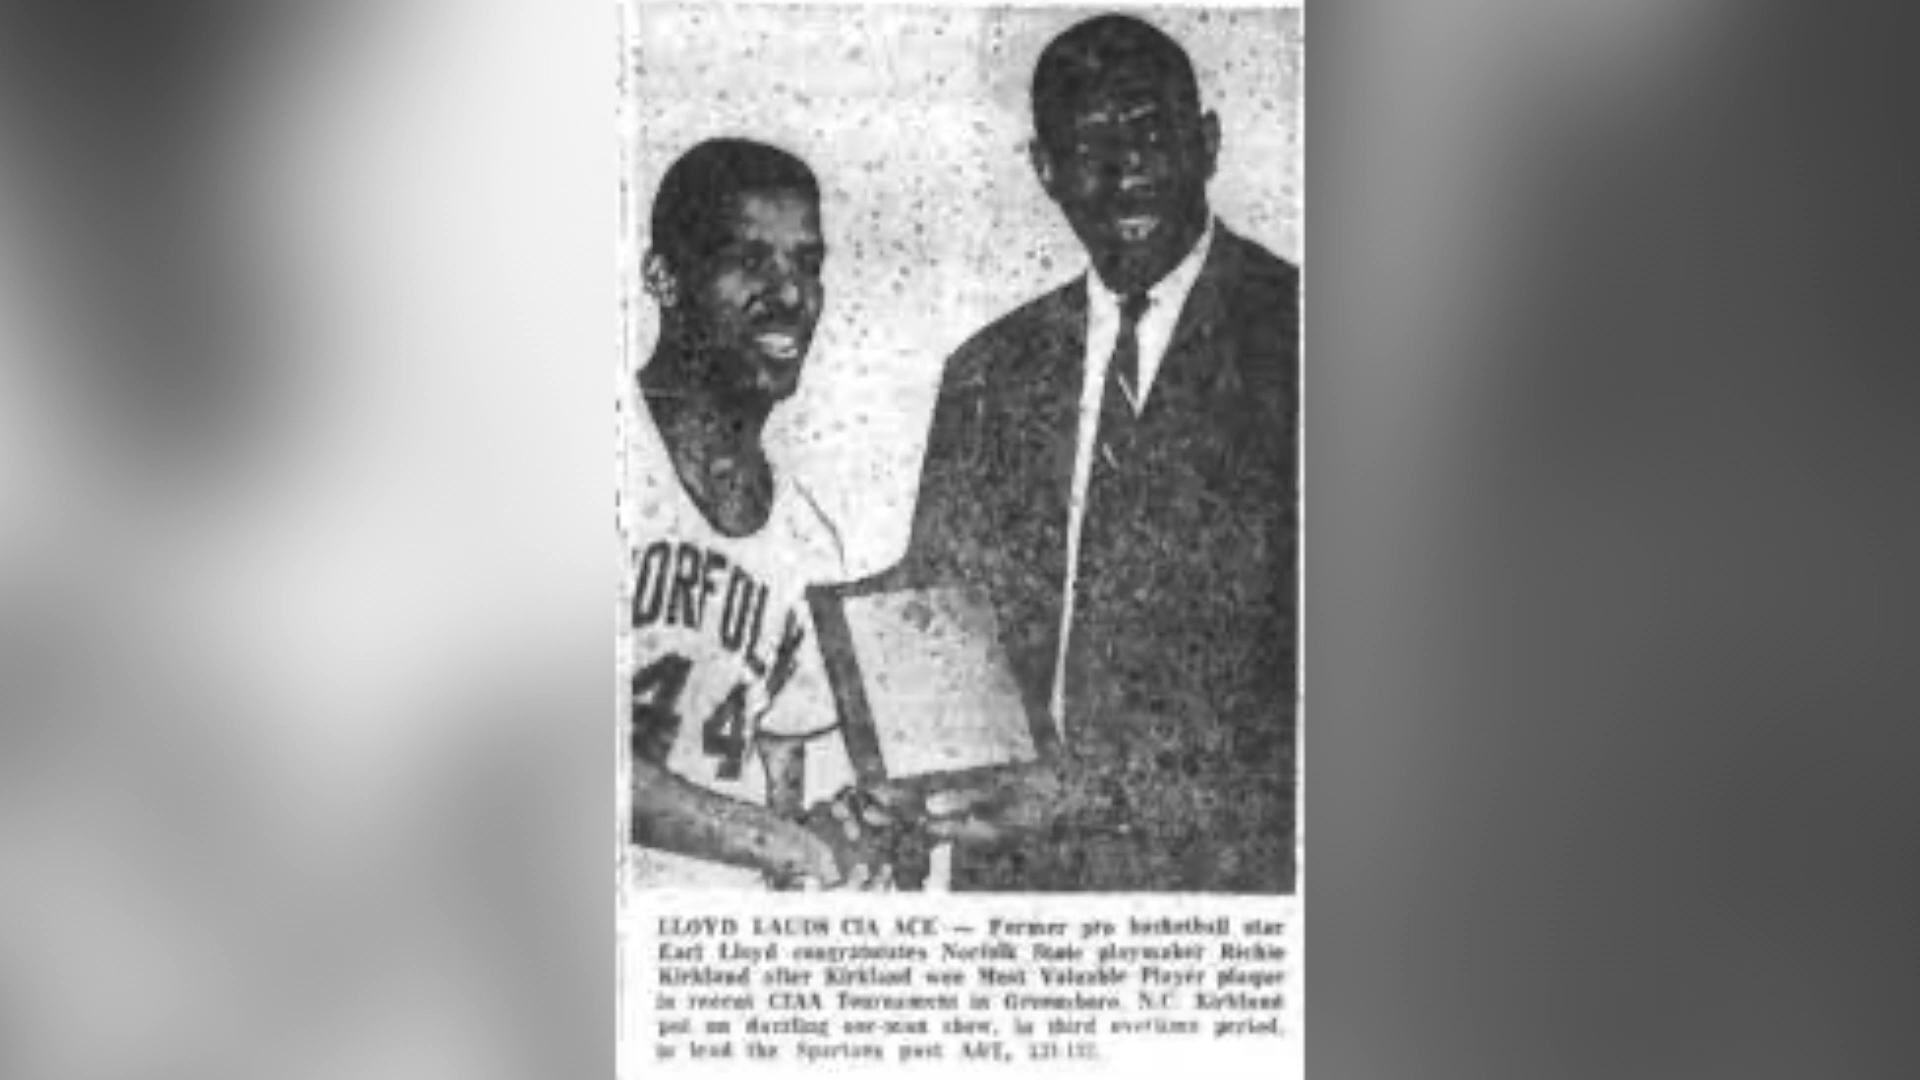 ORFOLK
44
LLOYD LAUDS CIA ACE — Former pro basketball star
Earl Lloyd congratulates Norfolk State playmaker Richie
Kirkland after Kirkland won Most Valuable Player plaque
in recent CIAA Tournament in Greensboro, N.C. Kirkland
put on dazzling one-man show, in third overtime period,
to lead the Spartans past A&T,